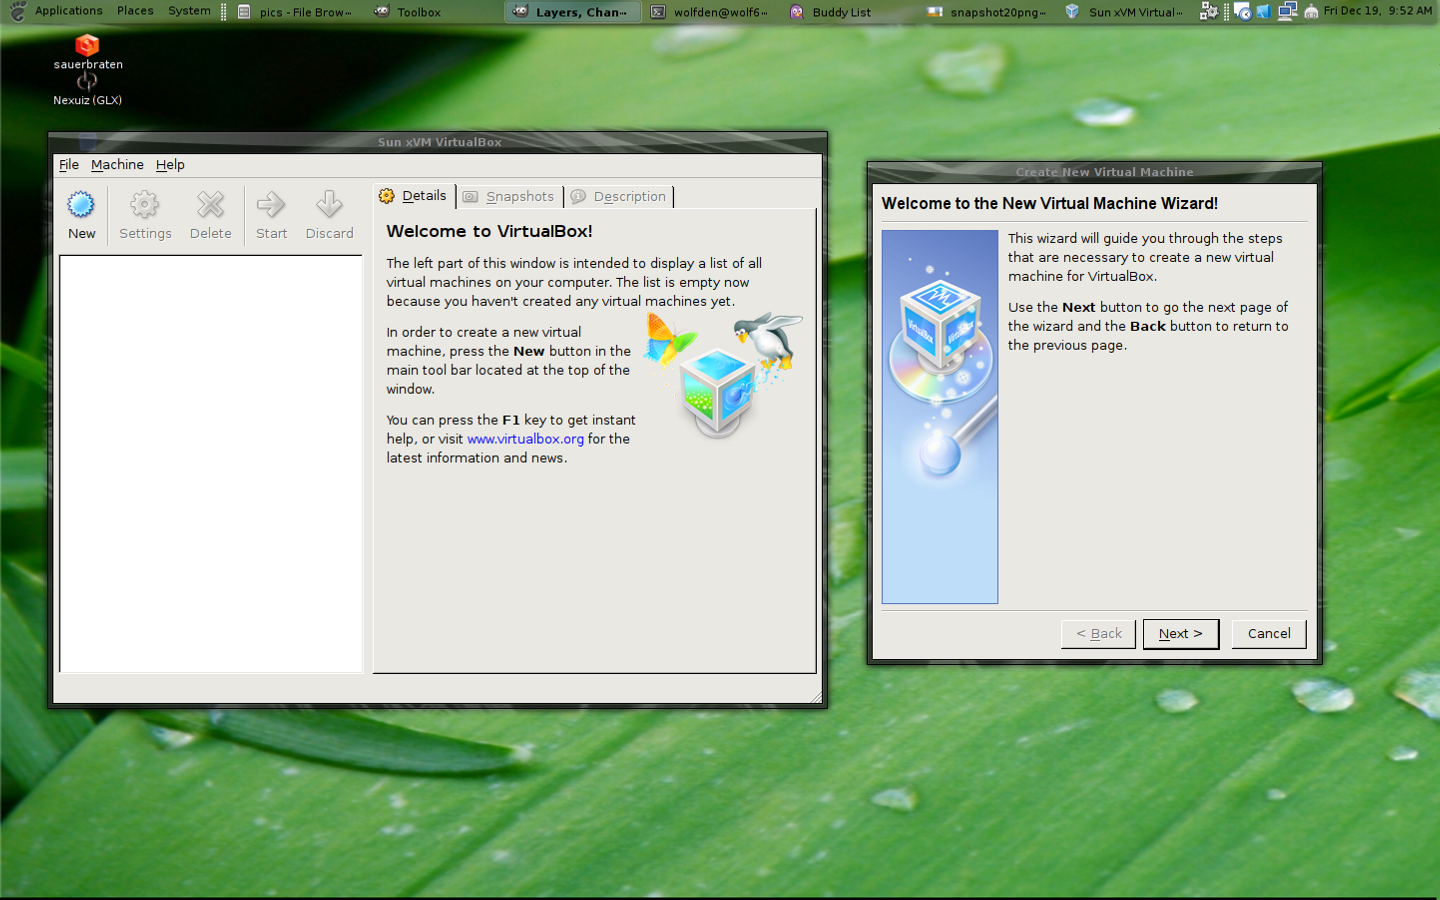 Applications Places System pics - File Brow... Toolbox Layers, Chan... wolfden@wolf6... Buddy List snapshot20png-... Sun xVM Virtual... Fri Dec 19, 9:52 AM
sauerbraten
Nexuiz (GLX)
Sun xVM VirtualBox
File Machine Help
New Settings Delete Start Discard
Details Snapshots Description
Welcome to VirtualBox!
The left part of this window is intended to display a list of all
virtual machines on your computer. The list is empty now
because you haven't created any virtual machines yet.
In order to create a new virtual
machine, press the New button in the
main tool bar located at the top of the
window.
You can press the F1 key to get instant
help, or visit www.virtualbox.org for the
latest information and news.
Create New Virtual Machine
Welcome to the New Virtual Machine Wizard!
VirtualBox
This wizard will guide you through the steps
that are necessary to create a new virtual
machine for VirtualBox.
Use the Next button to go the next page of
the wizard and the Back button to return to
the previous page.
< Back Next > Cancel